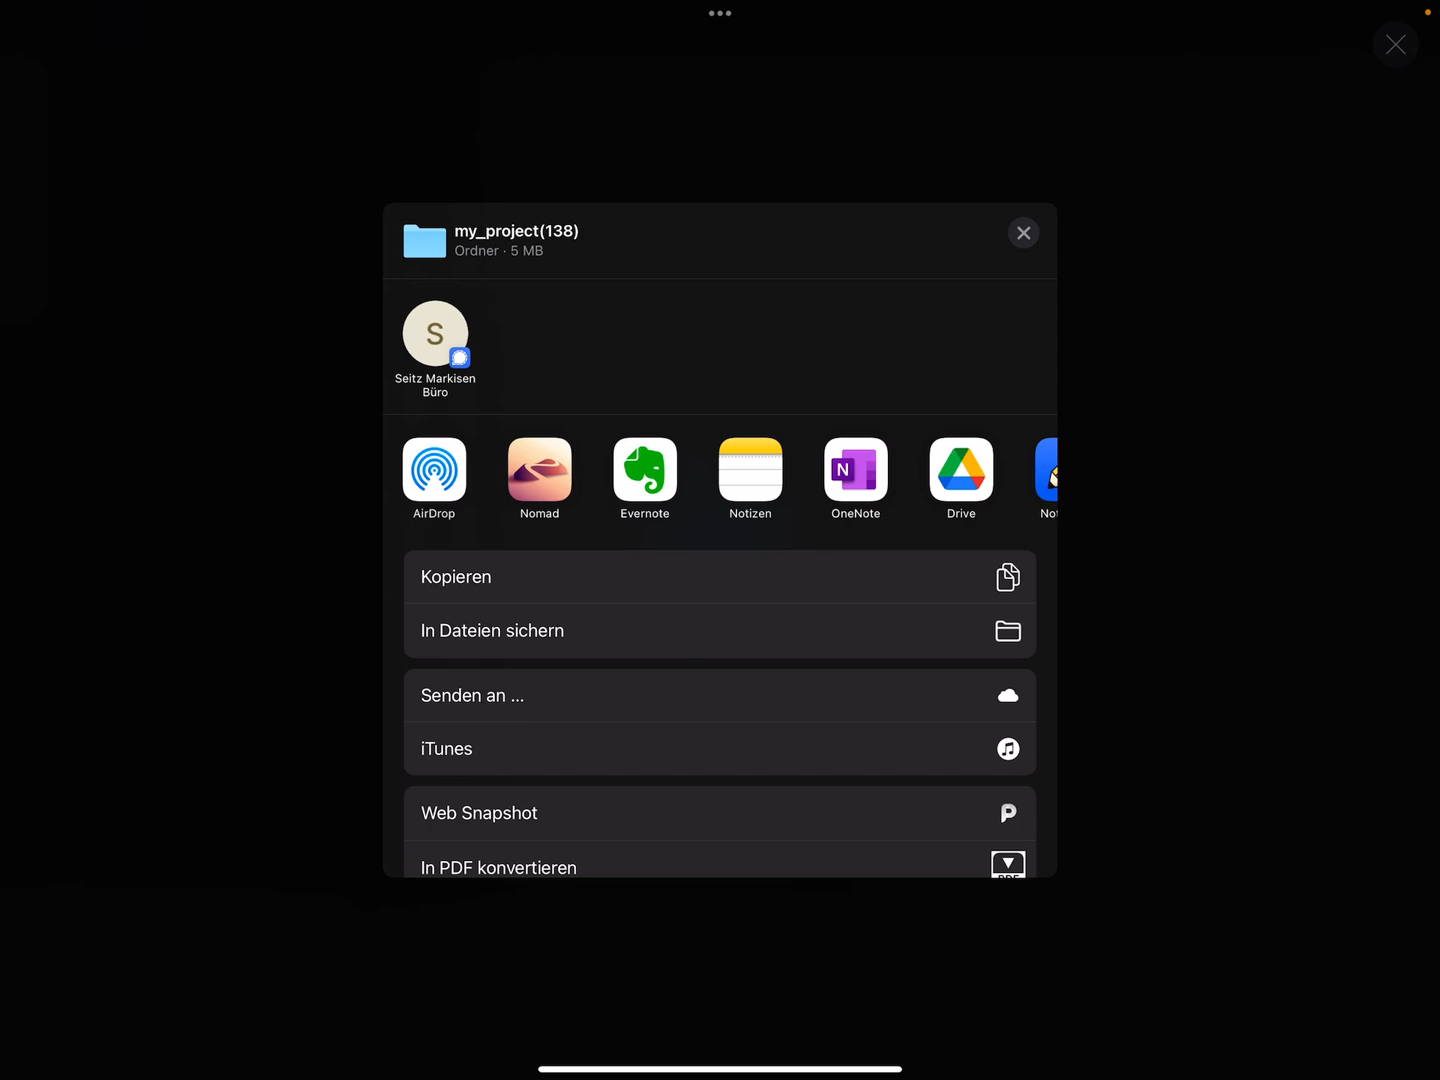 my_project(138)
Ordner · 5 MB
S
Seitz Markisen
Büro
AirDrop
Nomad
Evernote
Notizen
N
OneNote
Drive
Not
Kopieren
In Dateien sichern
Senden an ...
iTunes
Web Snapshot
In PDF konvertieren